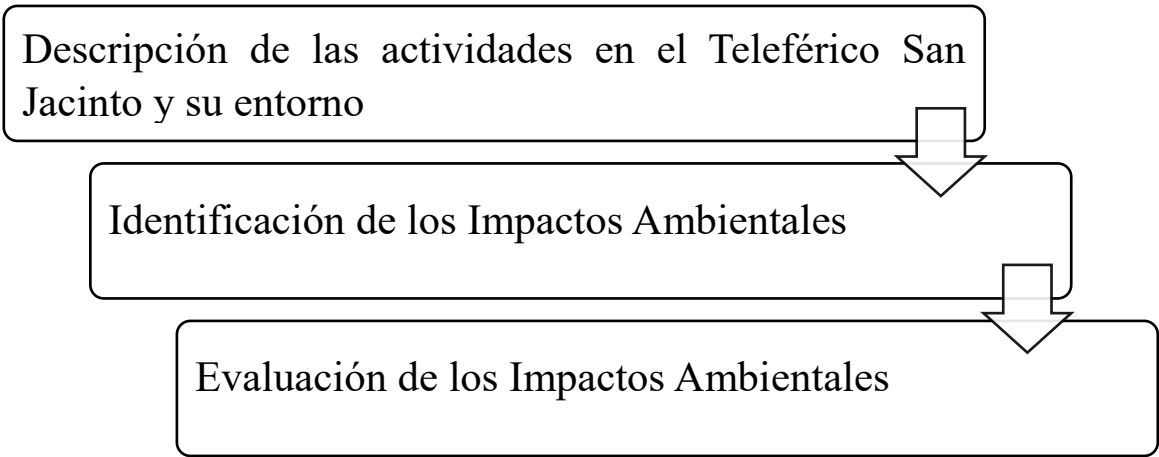 Descripción de las actividades en el Teleférico San
Jacinto y su entorno
Identificación de los Impactos Ambientales
Evaluación de los Impactos Ambientales